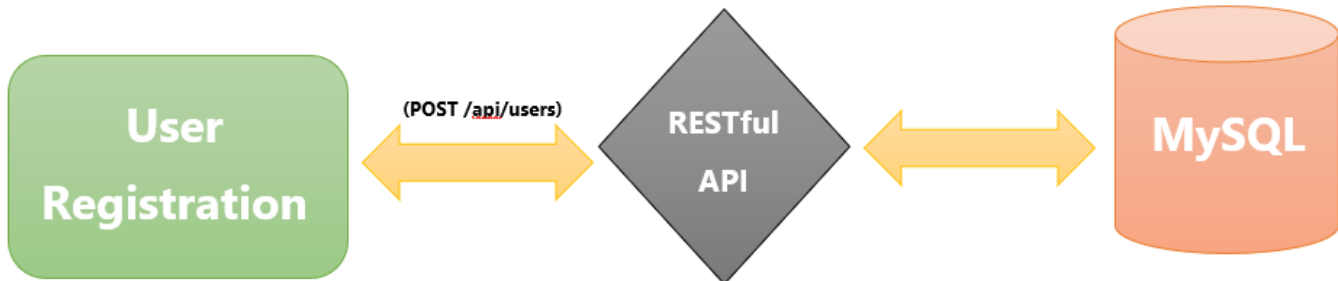 User
Registration
(POST /api/users)
RESTful
API
MySQL